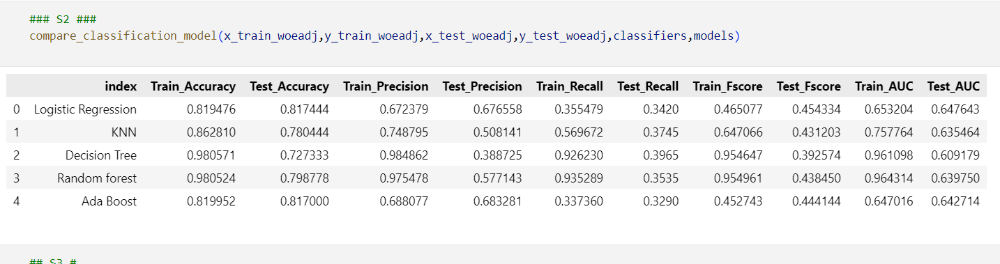 ### S2 ###
compare_classification_model(x_train_woeadj,y_train_woeadj,x_test_woeadj,y_test_woeadj,classifiers,models)
index Train_Accuracy Test_Accuracy Train_Precision Test_Precision Train_Recall Test_Recall Train_Fscore Test_Fscore Train_AUC Test_AUC
0 Logistic Regression 0.819476 0.817444 0.672379 0.676558 0.355479 0.3420 0.465077 0.454334 0.653204 0.647643
1 KNN 0.862810 0.780444 0.748795 0.508141 0.569672 0.3745 0.647066 0.431203 0.757764 0.635464
2 Decision Tree 0.980571 0.727333 0.984862 0.388725 0.926230 0.3965 0.954647 0.392574 0.961098 0.609179
3 Random forest 0.980524 0.798778 0.975478 0.577143 0.935289 0.3535 0.954961 0.438450 0.964314 0.639750
4 Ada Boost 0.819952 0.817000 0.688077 0.683281 0.337360 0.3290 0.452743 0.444144 0.647016 0.642714
## S3 #